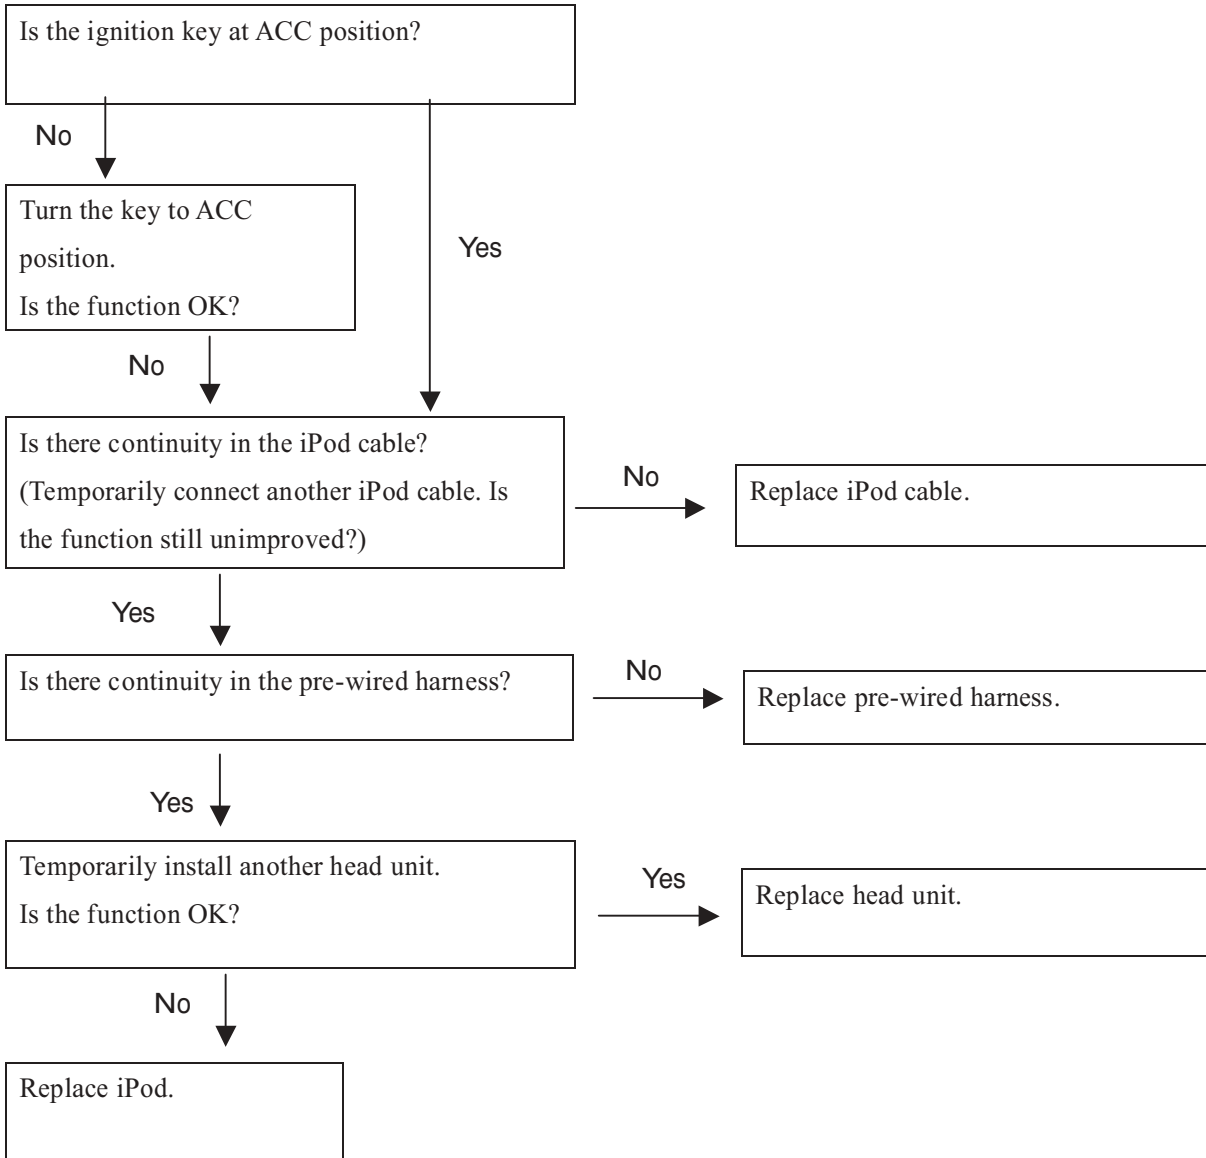 Is the ignition key at ACC position?
No
Turn the key to ACC
position.
Is the function OK?
Yes
No
Is there continuity in the iPod cable?
(Temporarily connect another iPod cable. Is
the function still unimproved?)
No
Replace iPod cable.
Yes
Is there continuity in the pre-wired harness?
No
Replace pre-wired harness.
Yes
Temporarily install another head unit.
Is the function OK?
Yes
Replace head unit.
No
Replace iPod.